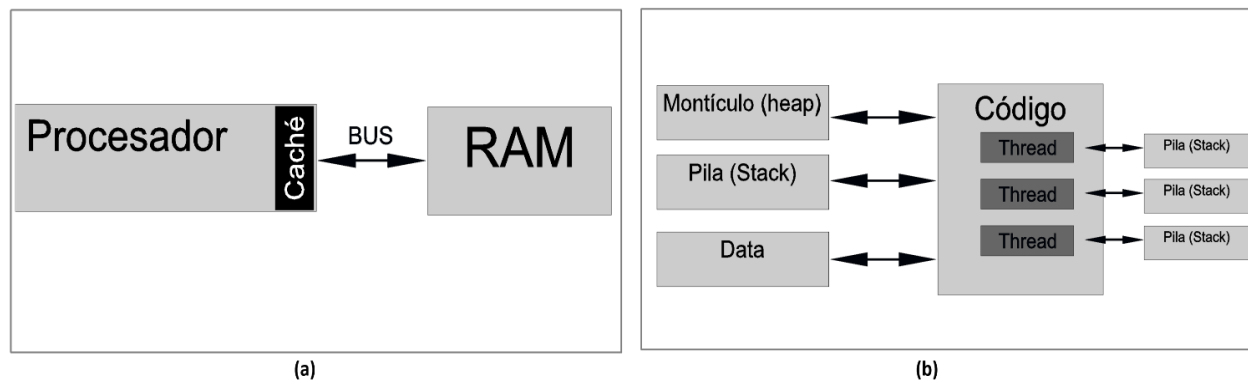 Procesador
Caché
BUS
RAM
(a)
Montículo (heap)
Pila (Stack)
Data
Código
Thread
Thread
Thread
Pila (Stack)
Pila (Stack)
Pila (Stack)
(b)